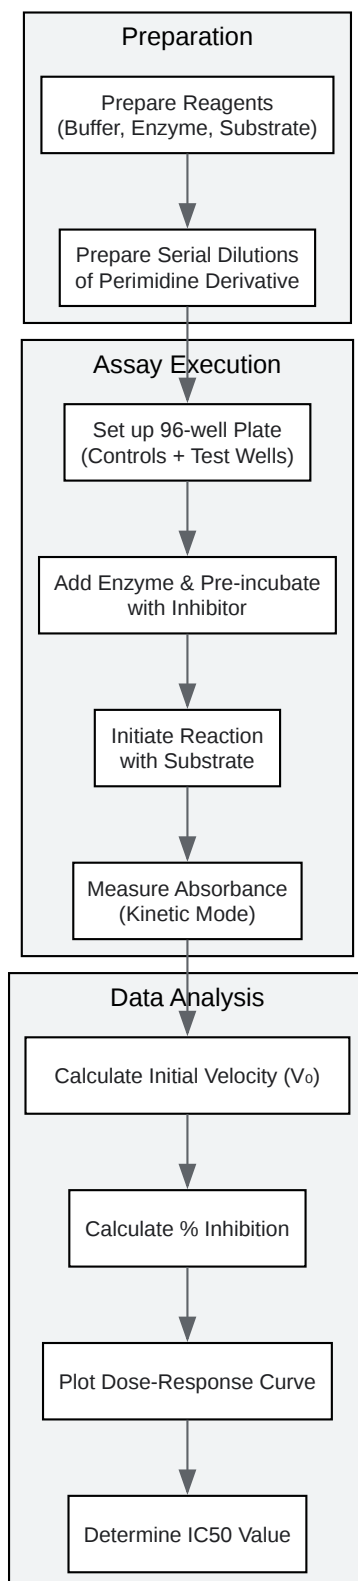 Preparation
Prepare Reagents
(Buffer, Enzyme, Substrate)
Prepare Serial Dilutions
of Perimidine Derivative
Assay Execution
Set up 96-well Plate
(Controls + Test Wells)
Add Enzyme & Pre-incubate
with Inhibitor
Initiate Reaction
with Substrate
Measure Absorbance
(Kinetic Mode)
Data Analysis
Calculate Initial Velocity (V₀)
Calculate % Inhibition
Plot Dose-Response Curve
Determine IC50 Value